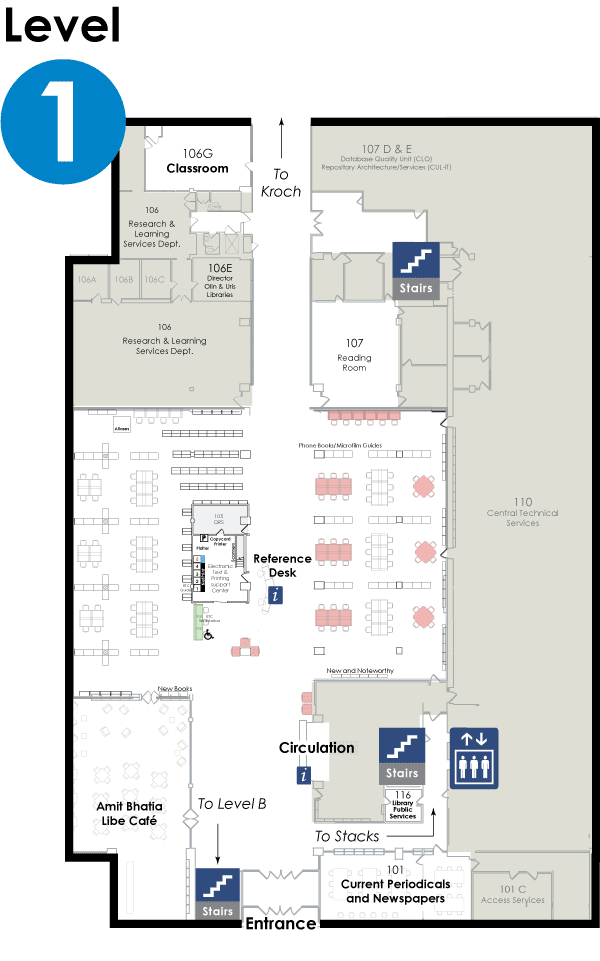 Level
1
106G
Classroom
To
Kroch
107 D & E
Database Quality Unit (CLO)
Repository Architecture/Services (CUL-IT)
106
Research &
Learning
Services Dept.
106A
106B
106C
106E
Director
Olin & Uris
Libraries
Stairs
106
Research & Learning
Services Dept.
107
Reading
Room
Atlases
Phone Books/Microfilm Guides
110
Central Technical
Services
103
Copycard
Printer
Plotter
Scanners
Electronic
Text &
Printing
support
Center
Reference
Desk
i
New and Noteworthy
New Books
Circulation
i
Stairs
Amit Bhatia
Libe Café
116
Library
Public
Services
To Level B
To Stacks
Stairs
101
Current Periodicals
and Newspapers
101 C
Access Services
Entrance